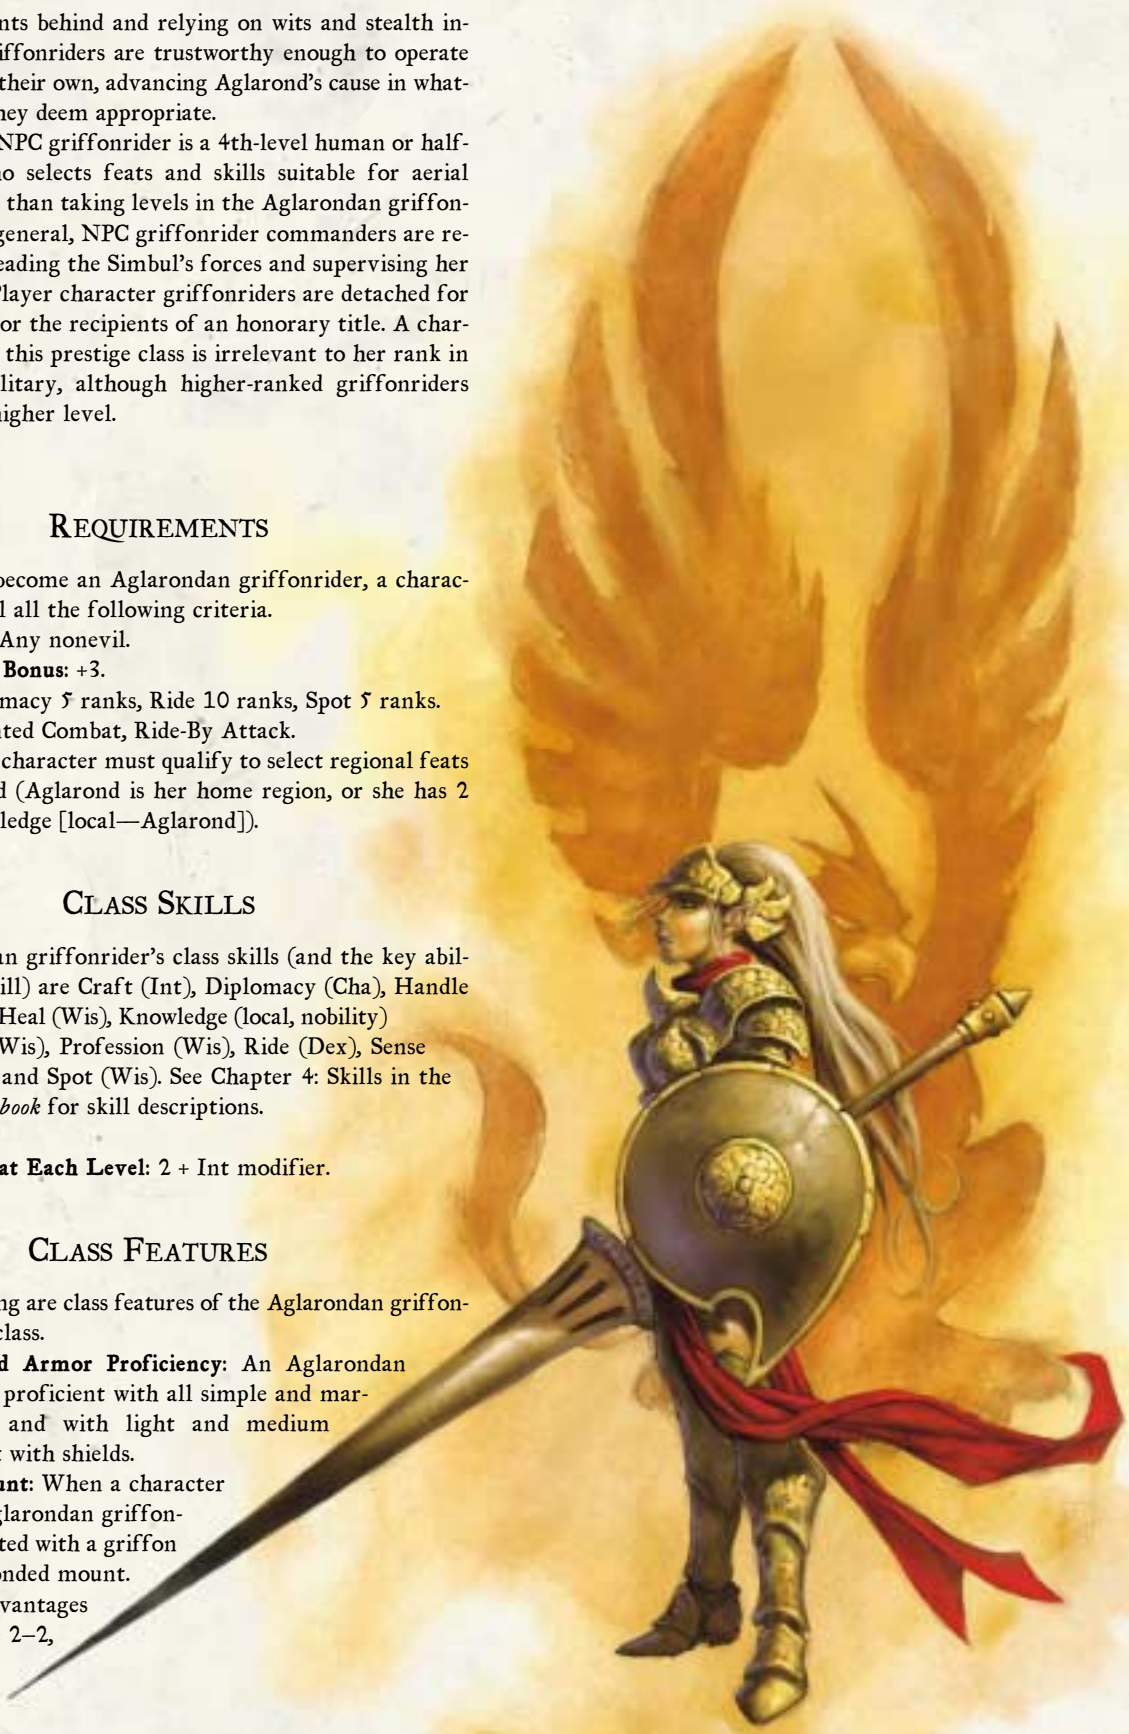 nts behind and relying on wits and stealth in-
iffonriders are trustworthy enough to operate
their own, advancing Aglarond's cause in what-
hey deem appropriate.
NPC griffonrider is a 4th-level human or half-
o selects feats and skills suitable for aerial
than taking levels in the Aglarondan griffon-
general, NPC griffonrider commanders are re-
eading the Simbul's forces and supervising her
Player character griffonriders are detached for
or the recipients of an honorary title. A char-
this prestige class is irrelevant to her rank in
litary, although higher-ranked griffonriders
higher level.
REQUIREMENTS
become an Aglarondan griffonrider, a charac-
l all the following criteria.
Any nonevil.
Bonus: +3.
macy 5 ranks, Ride 10 ranks, Spot 5 ranks.
nted Combat, Ride-By Attack.
character must qualify to select regional feats
d (Aglarond is her home region, or she has 2
ledge [local—Aglarond]).
CLASS SKILLS
an griffonrider's class skills (and the key abil-
ill) are Craft (Int), Diplomacy (Cha), Handle
Heal (Wis), Knowledge (local, nobility)
Wis), Profession (Wis), Ride (Dex), Sense
and Spot (Wis). See Chapter 4: Skills in the
book for skill descriptions.
at Each Level: 2 + Int modifier.
CLASS FEATURES
ng are class features of the Aglarondan griffon-
class.
d Armor Proficiency: An Aglarondan
proficient with all simple and mar-
and with light and medium
t with shields.
unt: When a character
glarondan griffon-
ted with a griffon
onded mount.
vantages
2–2,